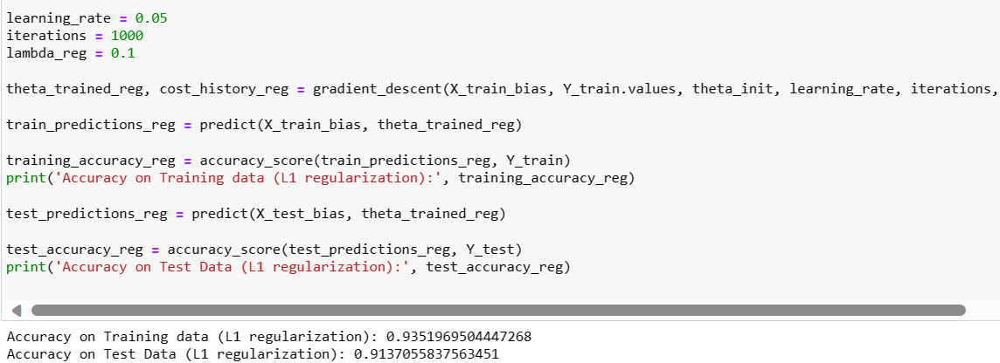 learning_rate = 0.05
iterations = 1000
lambda_reg = 0.1
theta_trained_reg, cost_history_reg = gradient_descent(X_train_bias, Y_train.values, theta_init, learning_rate, iterations,
train_predictions_reg = predict(X_train_bias, theta_trained_reg)
training_accuracy_reg = accuracy_score(train_predictions_reg, Y_train)
print('Accuracy on Training data (L1 regularization):', training_accuracy_reg)
test_predictions_reg = predict(X_test_bias, theta_trained_reg)
test_accuracy_reg = accuracy_score(test_predictions_reg, Y_test)
print('Accuracy on Test Data (L1 regularization):', test_accuracy_reg)
Accuracy on Training data (L1 regularization): 0.9351969504447268
Accuracy on Test Data (L1 regularization): 0.9137055837563451